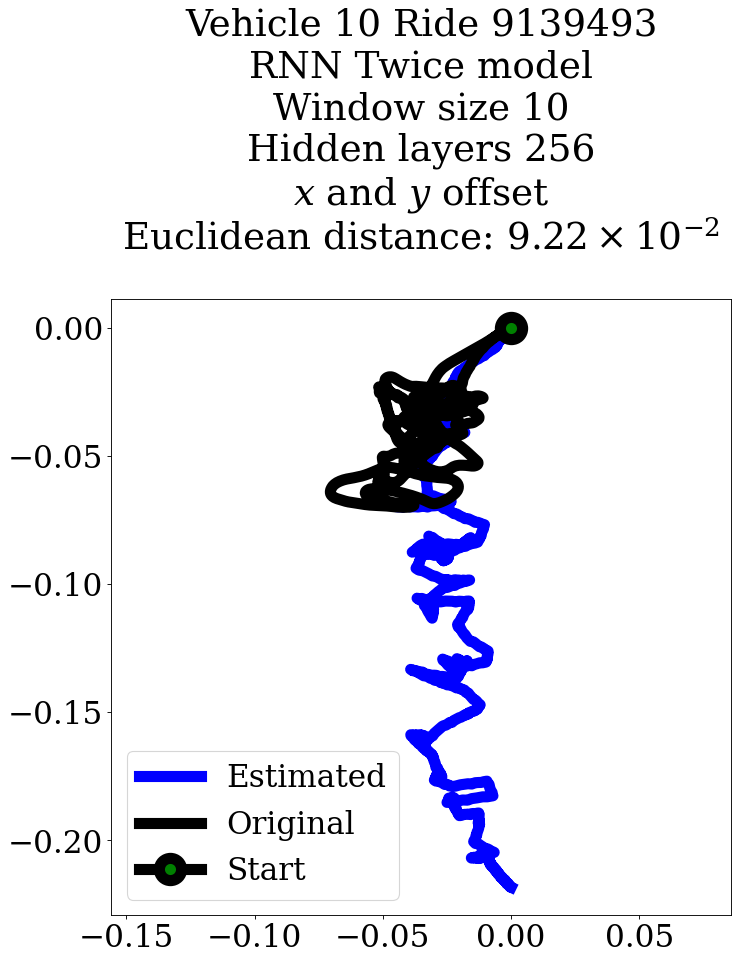 Vehicle 10 Ride 9139493
RNN Twice model
Window size 10
Hidden layers 256
x and y offset
Euclidean distance: 9.22 × 10⁻²
0.00
−0.05
−0.10
−0.15
−0.20
Estimated
Original
Start
−0.15 −0.10 −0.05 0.00 0.05